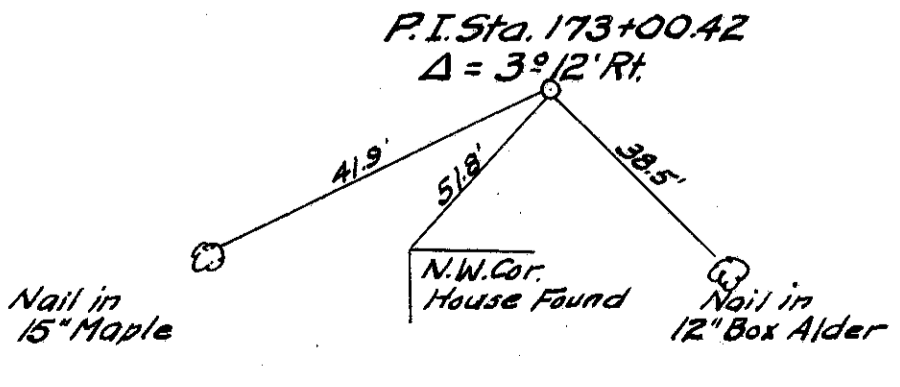 P.I.Sta. 173+00.42
Δ = 3º12' Rt.
41.9'
51.8'
38.5'
N.W.Cor.
House Found
Nail in
15" Maple
Nail in
12" Box Alder